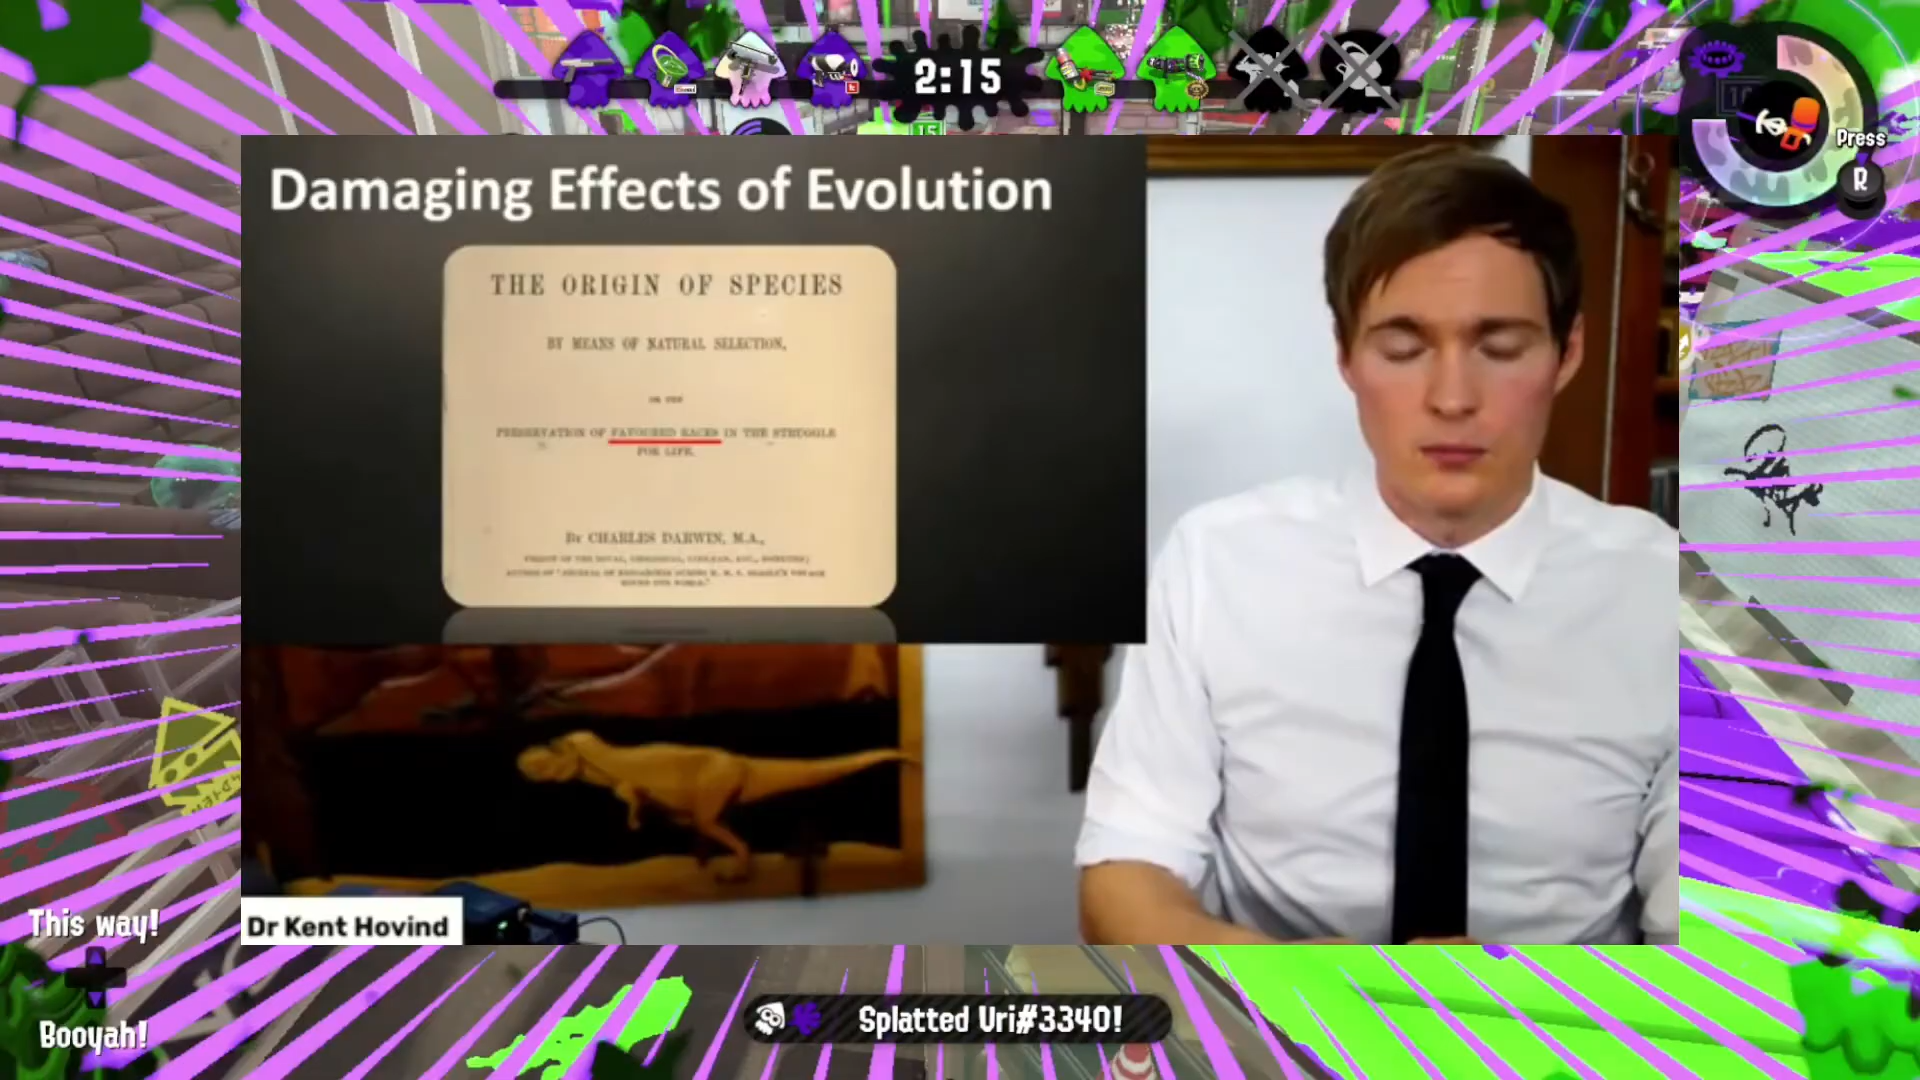 2:15
Press
R
15
Damaging Effects of Evolution
THE ORIGIN OF SPECIES
BY MEANS OF NATURAL SELECTION,
OR THE
PRESERVATION OF FAVOURED RACES IN THE STRUGGLE
FOR LIFE.
By CHARLES DARWIN, M.A.,
Dr Kent Hovind
This way!
Booyah!
Splatted Uri#3340!